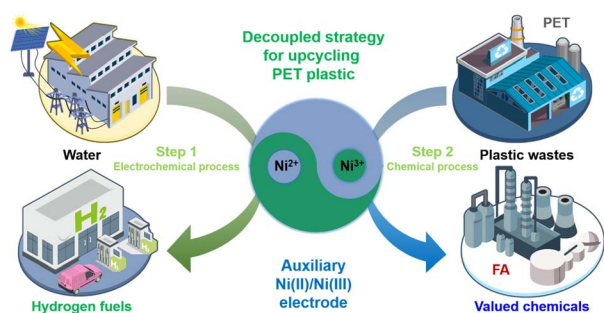 Decoupled strategy
for upcycling
PET plastic
PET
Water
Step 1
Electrochemical process
Ni²⁺
Ni³⁺
Step 2
Chemical process
Plastic wastes
H₂
FA
Hydrogen fuels
Auxiliary
Ni(II)/Ni(III)
electrode
Valued chemicals